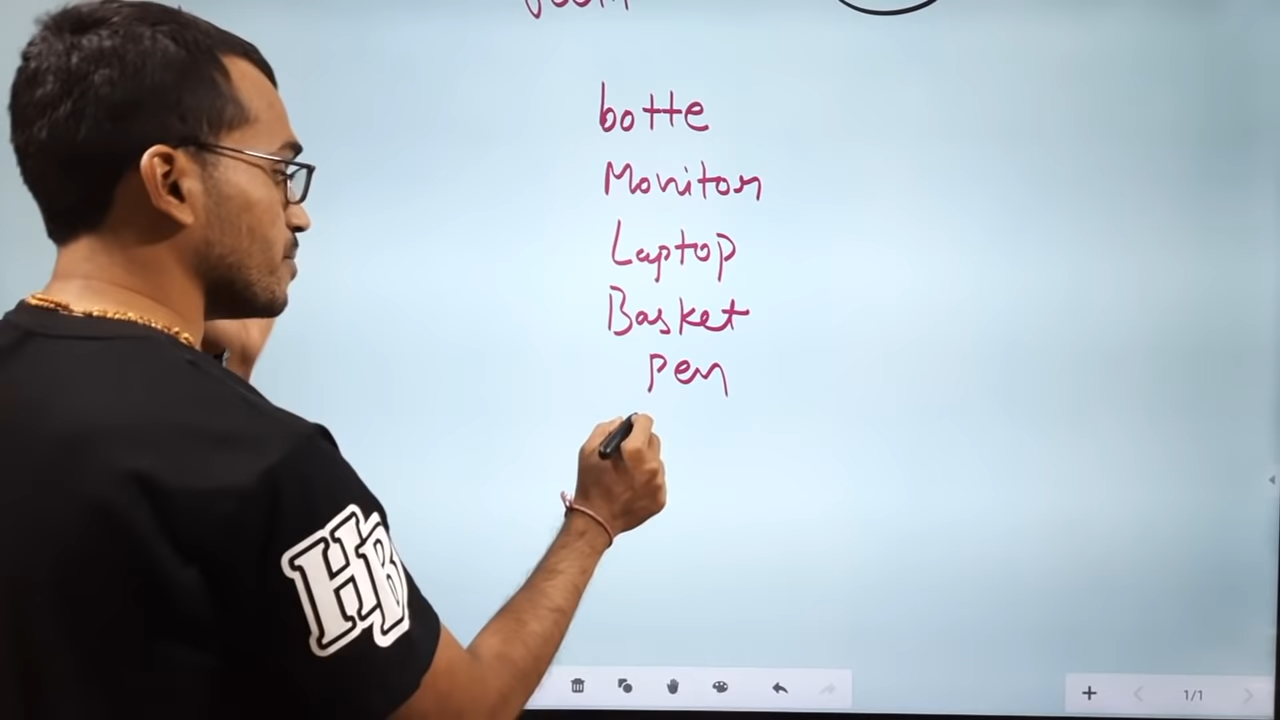 botte
Monitor
Laptop
Basket
Pen
HB
1/1